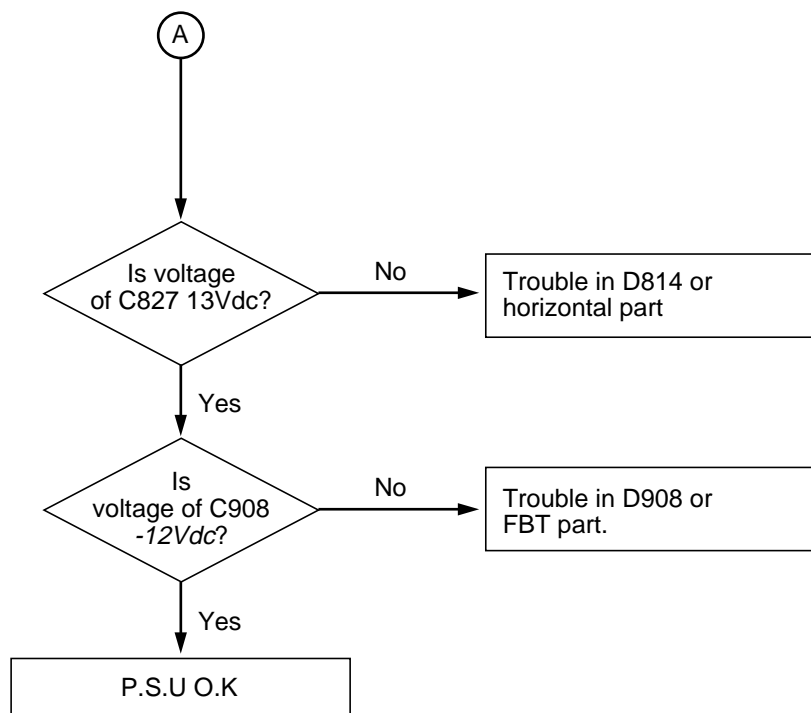 A
Is voltage
of C827 13Vdc?
No
Trouble in D814 or
horizontal part
Yes
Is
voltage of C908
-12Vdc?
No
Trouble in D908 or
FBT part.
Yes
P.S.U O.K